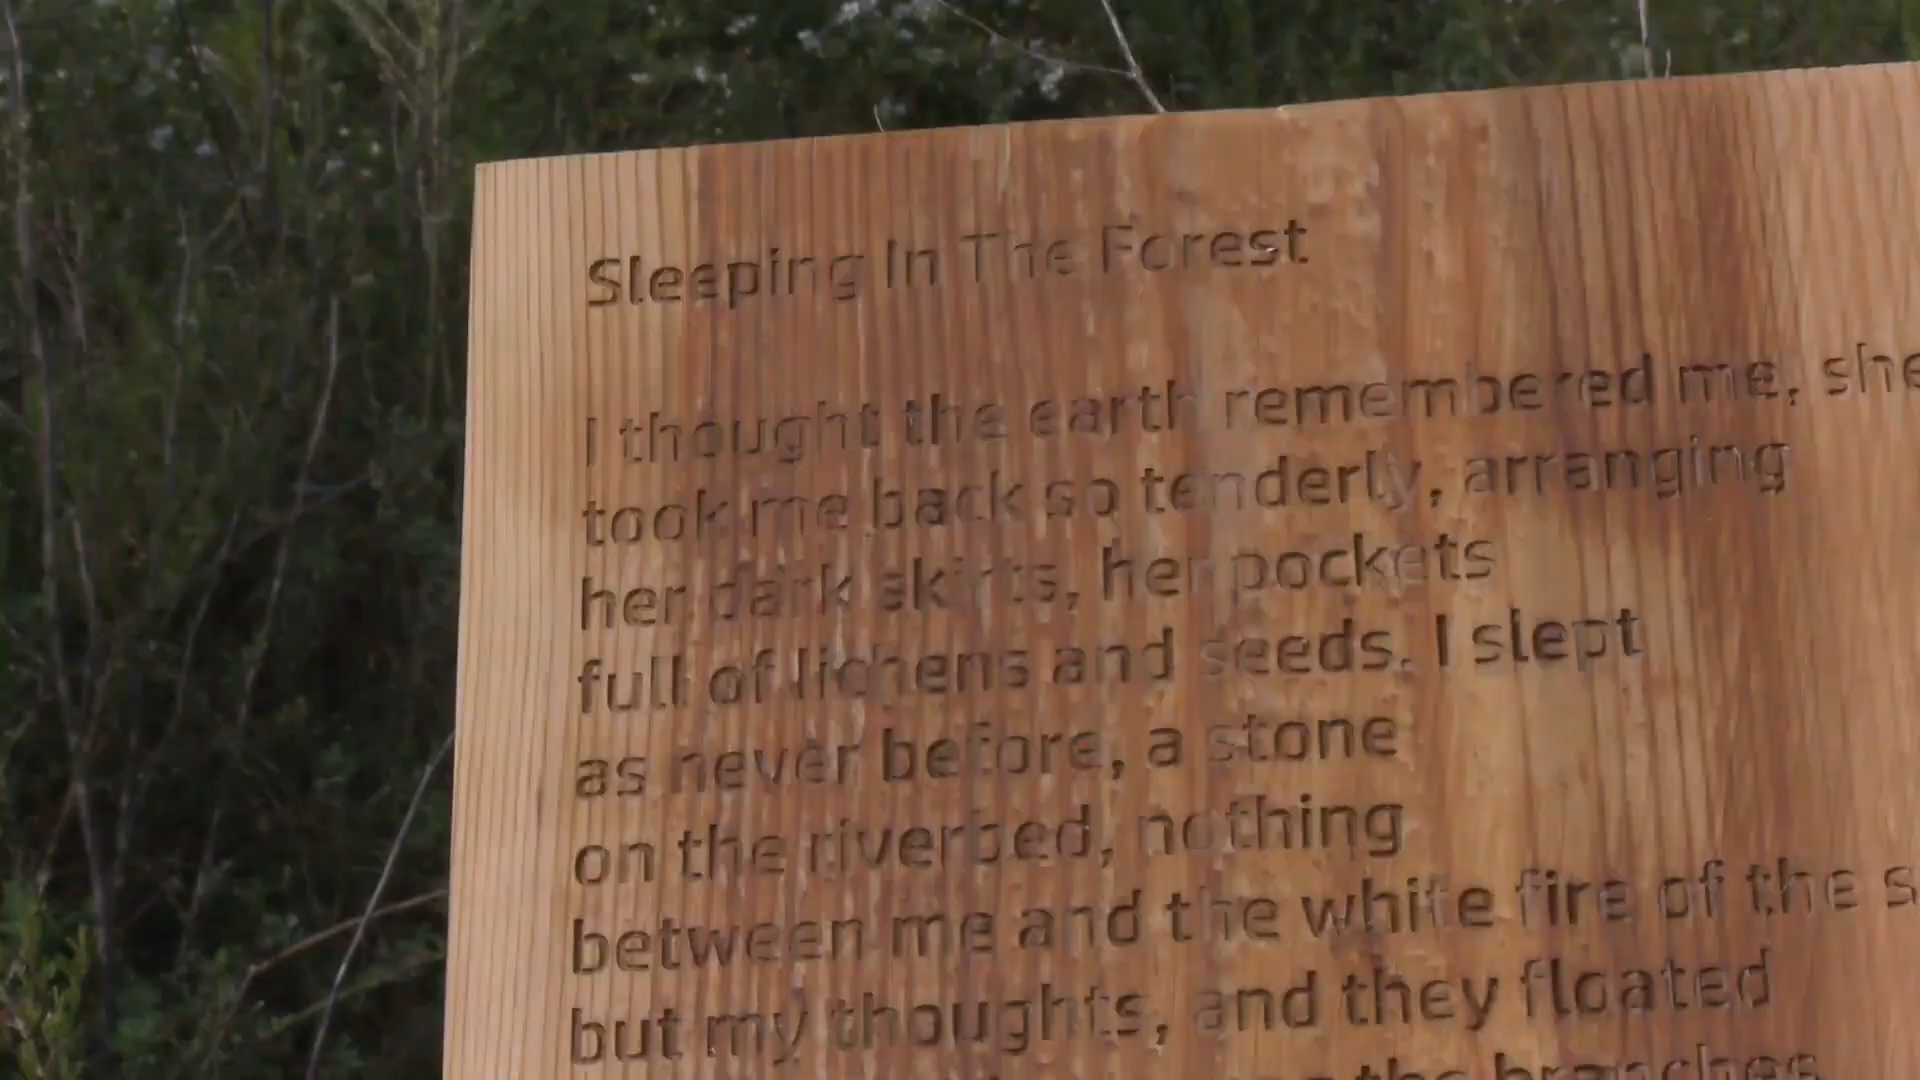 Sleeping In The Forest
I thought the earth remembered me, she
took me back so tenderly, arranging
her dark skirts, her pockets
full of lichens and seeds. I slept
as never before, a stone
on the riverbed, nothing
between me and the white fire of the
but my thoughts, and they floated
the branches